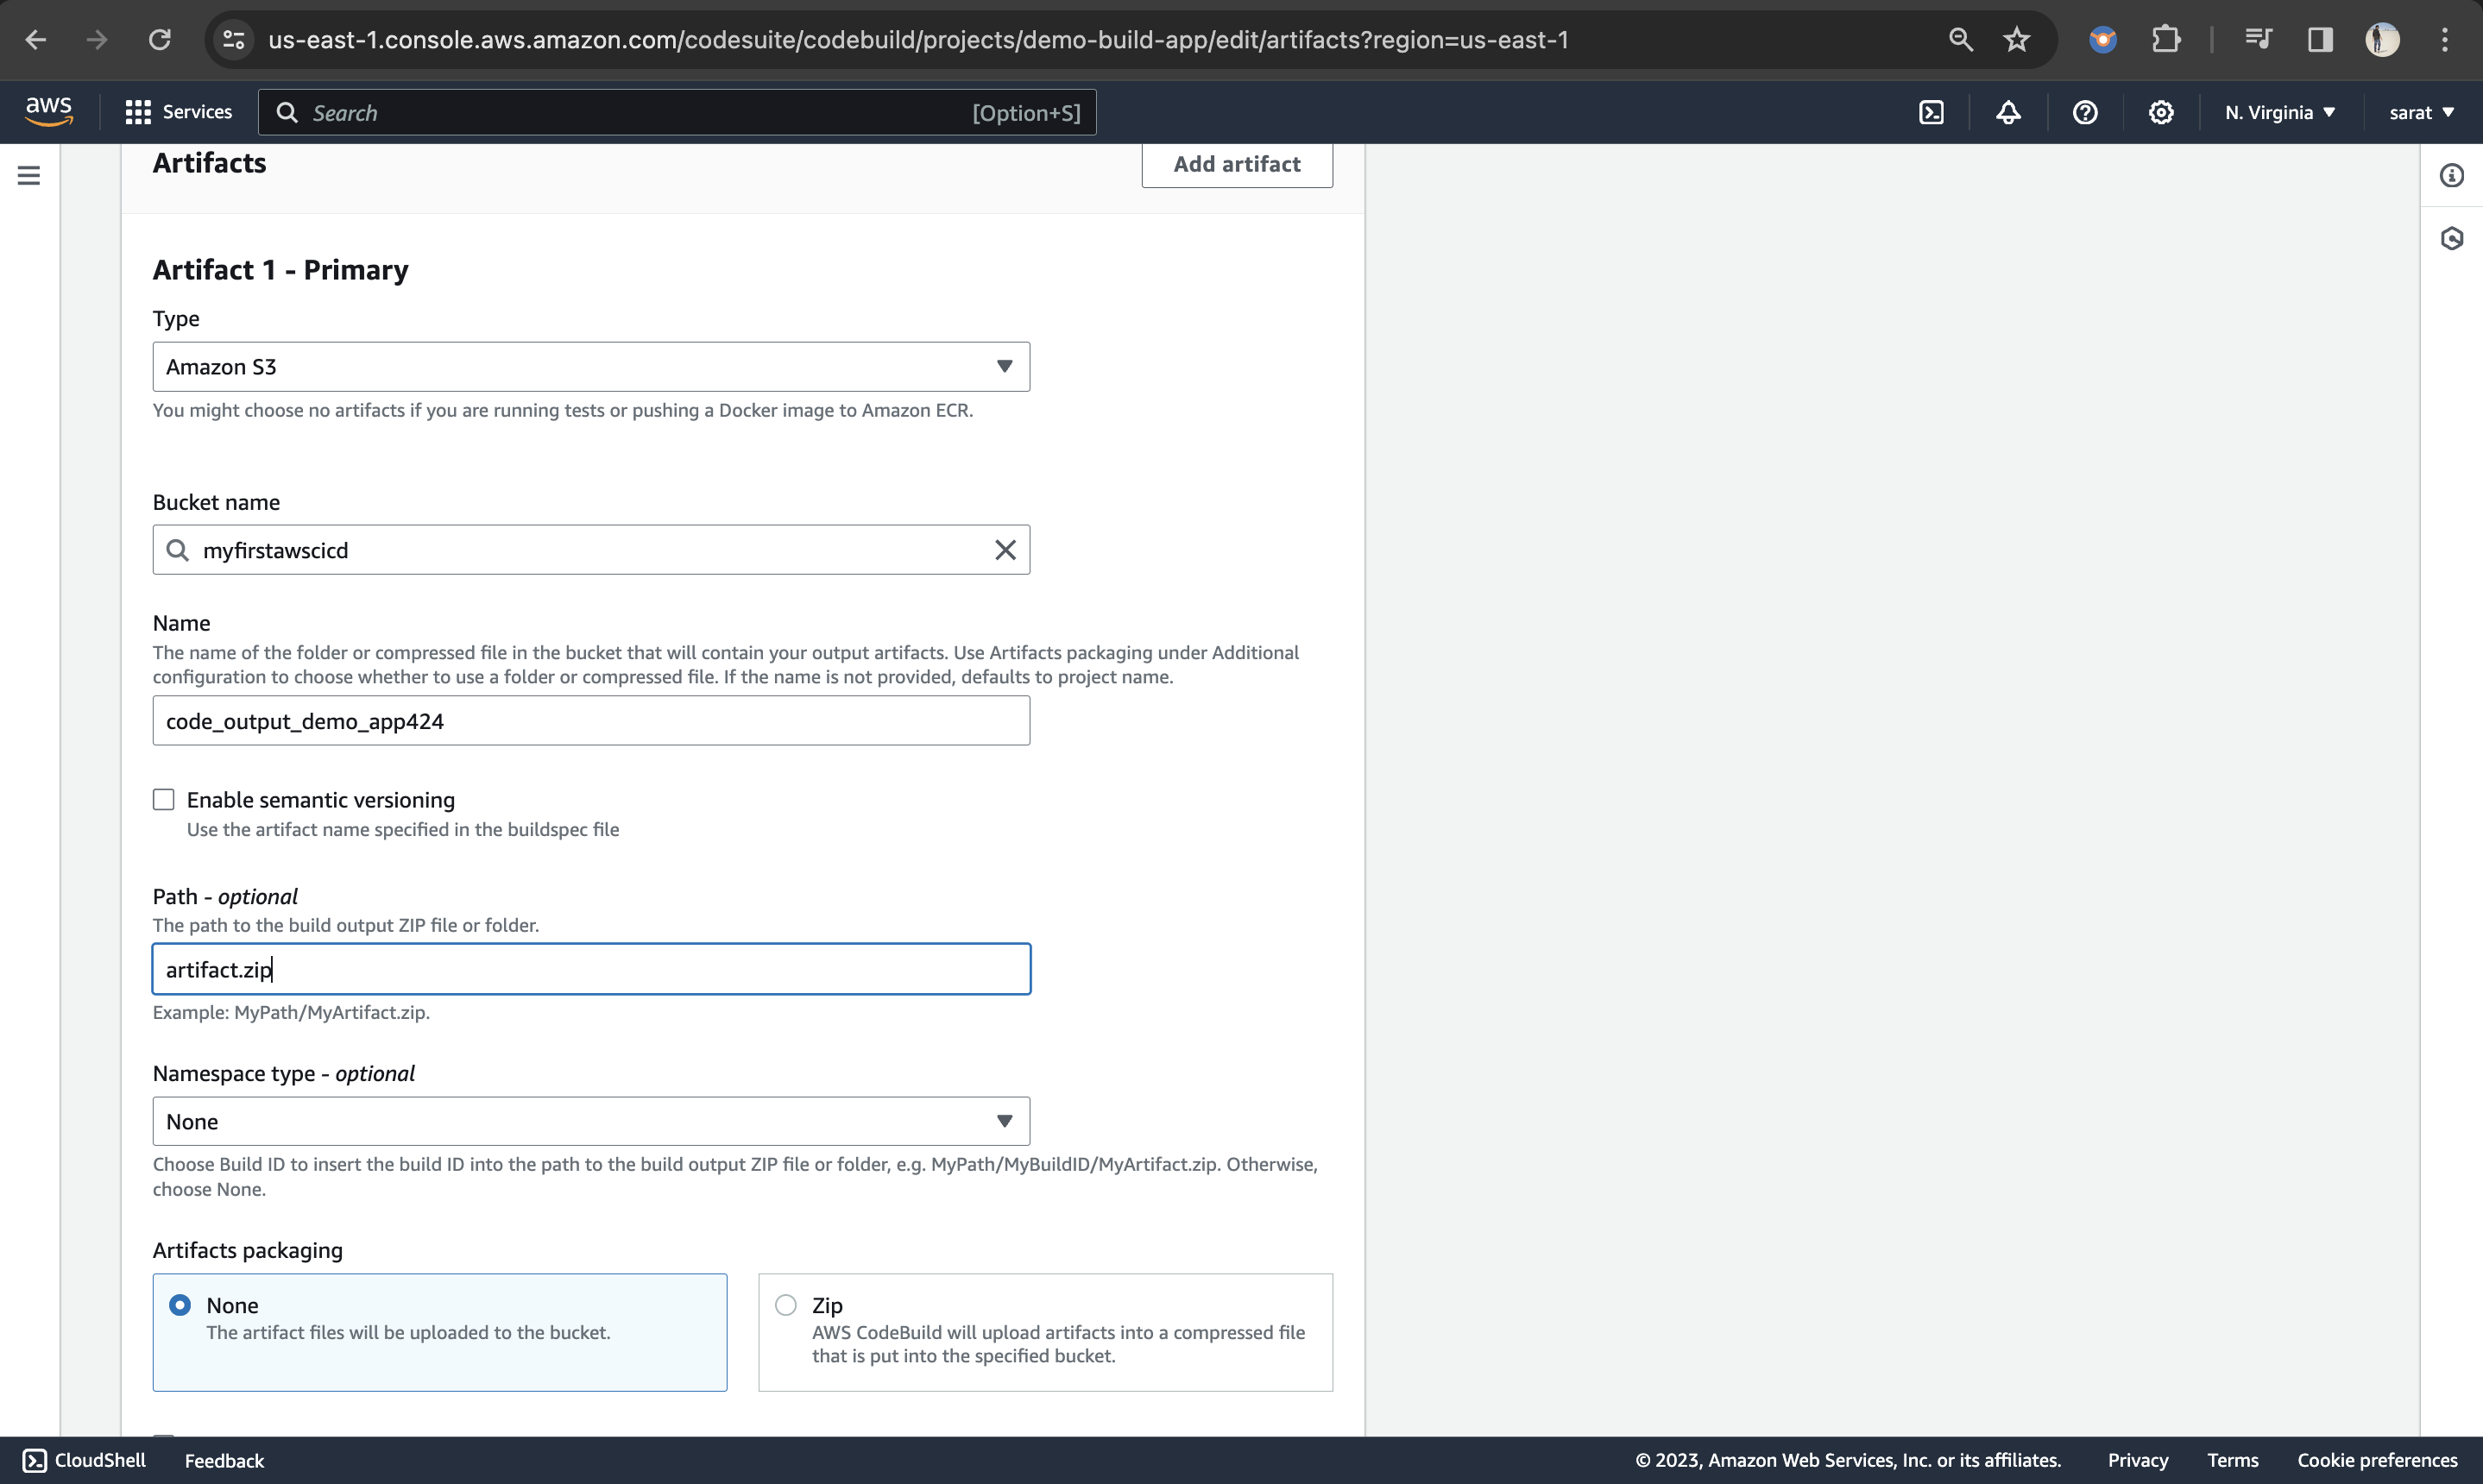 us-east-1.console.aws.amazon.com/codesuite/codebuild/projects/demo-build-app/edit/artifacts?region=us-east-1
aws
Services
Search
[Option+S]
N. Virginia
sarat
Artifacts
Add artifact
Artifact 1 - Primary
Type
Amazon S3
You might choose no artifacts if you are running tests or pushing a Docker image to Amazon ECR.
Bucket name
myfirstawscicd
Name
The name of the folder or compressed file in the bucket that will contain your output artifacts. Use Artifacts packaging under Additional
configuration to choose whether to use a folder or compressed file. If the name is not provided, defaults to project name.
code_output_demo_app424
Enable semantic versioning
Use the artifact name specified in the buildspec file
Path - optional
The path to the build output ZIP file or folder.
artifact.zip
Example: MyPath/MyArtifact.zip.
Namespace type - optional
None
Choose Build ID to insert the build ID into the path to the build output ZIP file or folder, e.g. MyPath/MyBuildID/MyArtifact.zip. Otherwise,
choose None.
Artifacts packaging
None
The artifact files will be uploaded to the bucket.
Zip
AWS CodeBuild will upload artifacts into a compressed file
that is put into the specified bucket.
CloudShell
Feedback
© 2023, Amazon Web Services, Inc. or its affiliates.
Privacy
Terms
Cookie preferences